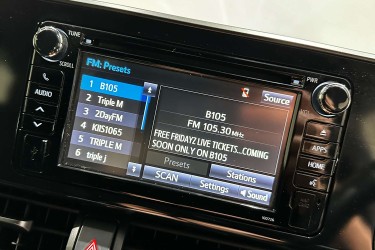 TUNE
SCROLL
PWR
AUDIO
APPS
HOME
FM: Presets
Source
1 B105
2 Triple M
3 2DayFM
4 KIIS1065
5 TRIPLE M
6 triple j
B105
FM 105.30 MHz
FREE FRIDAYZ LIVE TICKETS...COMING
SOON ONLY ON B105
Presets
Stations
SCAN
Settings
Sound